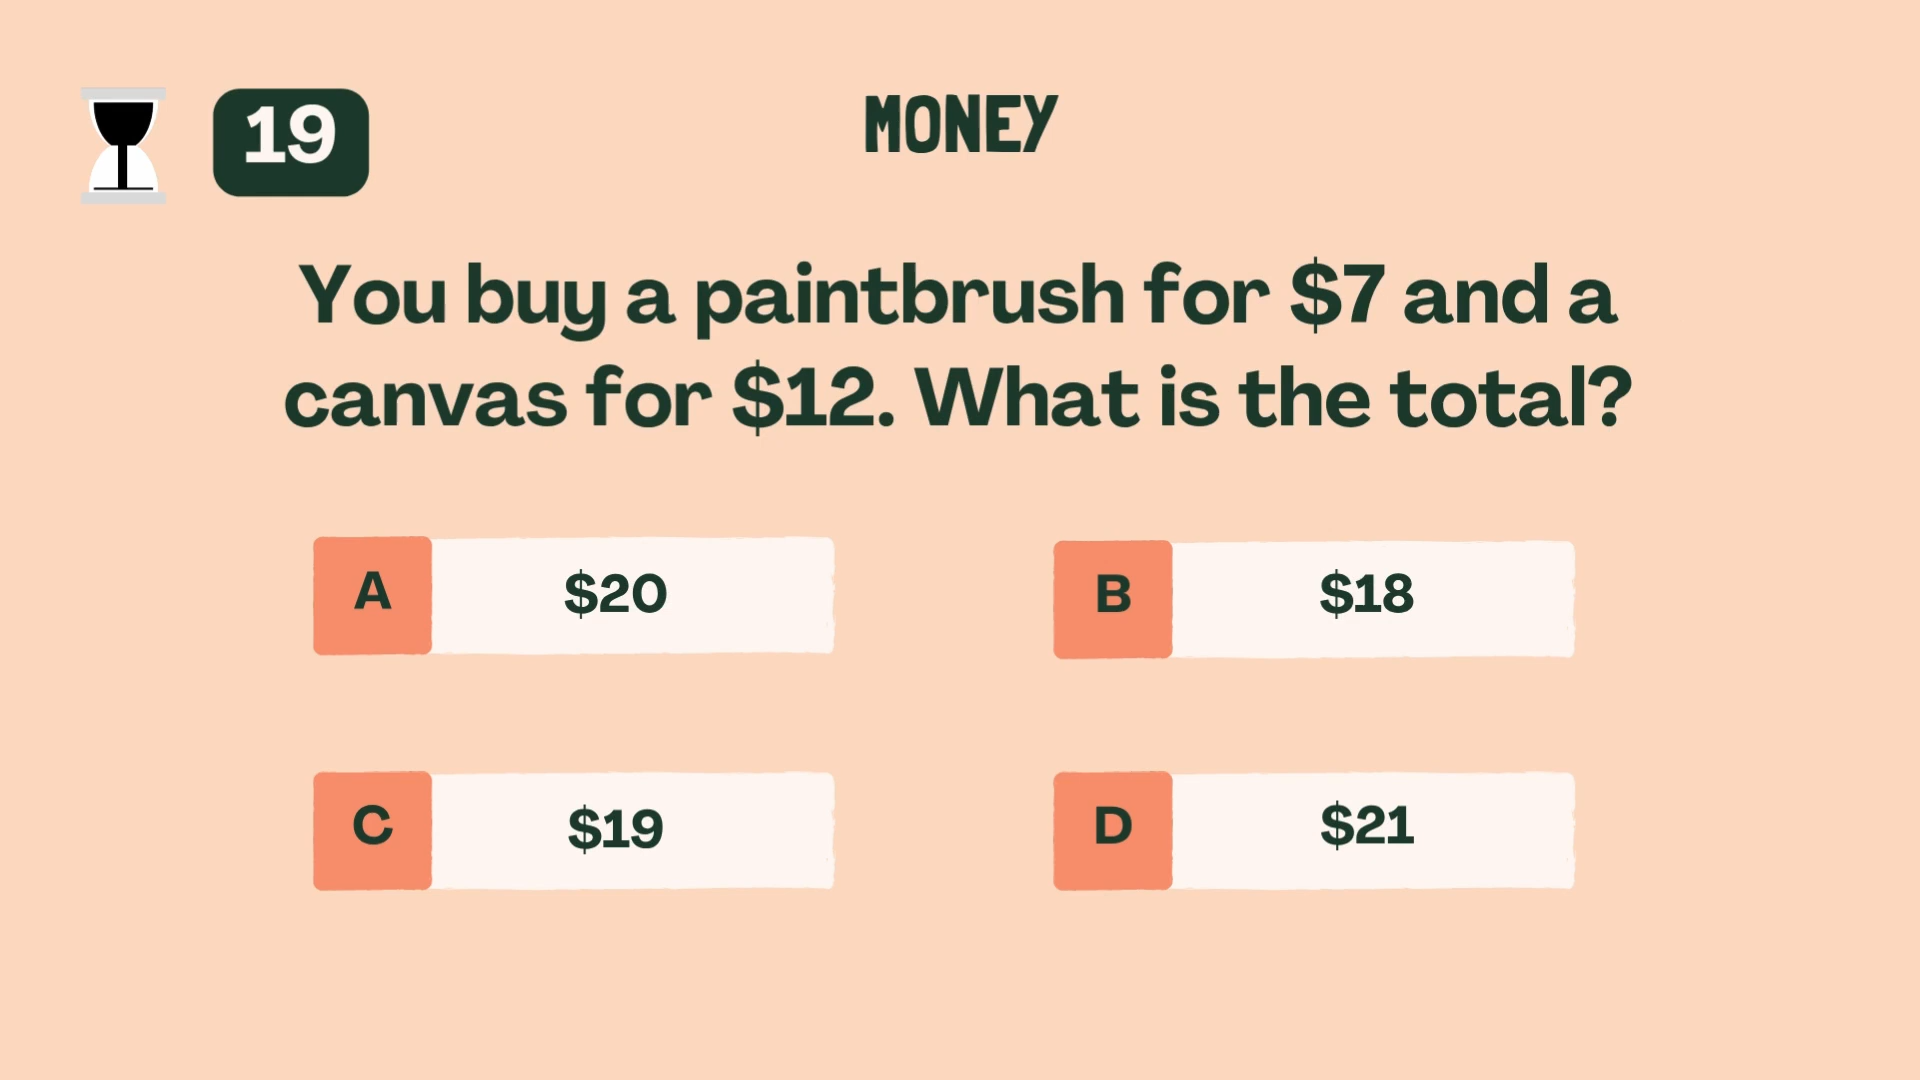 19
MONEY
You buy a paintbrush for $7 and a
canvas for $12. What is the total?
A $20
B $18
C $19
D $21